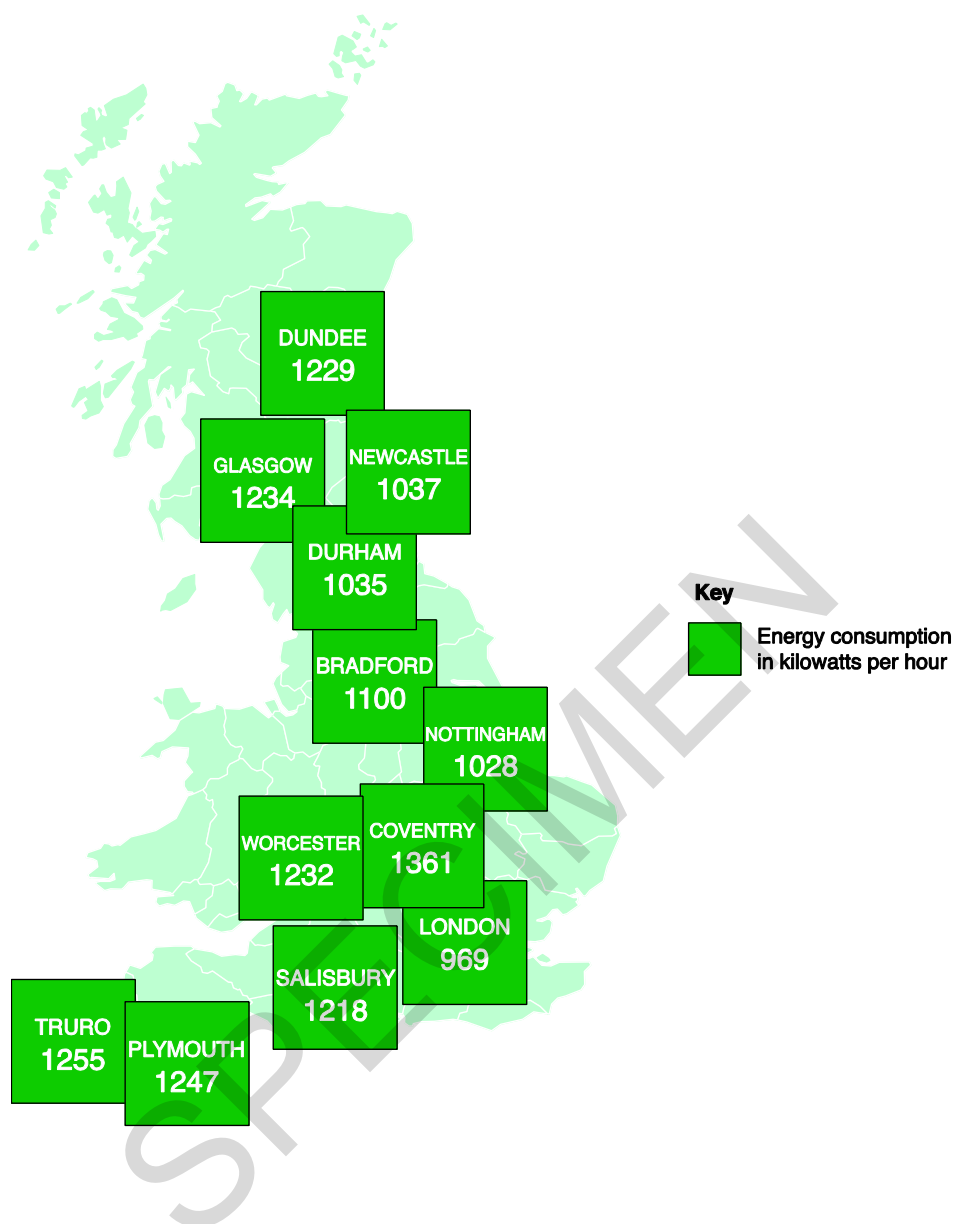 DUNDEE
1229
GLASGOW
1234
NEWCASTLE
1037
DURHAM
1035
BRADFORD
1100
NOTTINGHAM
1028
WORCESTER
1232
COVENTRY
1361
LONDON
969
SALISBURY
1218
TRURO
1255
PLYMOUTH
1247
Key
Energy consumption
in kilowatts per hour
SPECIMEN